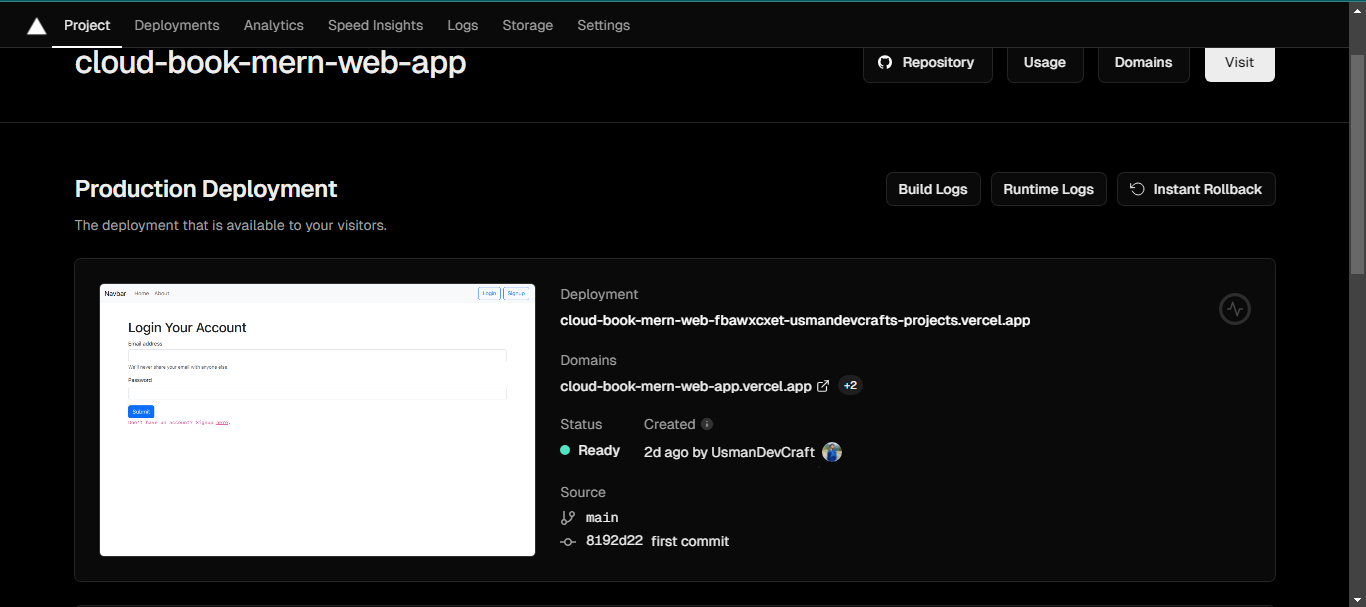 Project Deployments Analytics Speed Insights Logs Storage Settings
cloud-book-mern-web-app Repository Usage Domains Visit
Production Deployment Build Logs Runtime Logs Instant Rollback
The deployment that is available to your visitors.
Navbar Home About Login Signup
Login Your Account
Email address
We'll never share your email with anyone else.
Password
Submit
Don't have an account? Signup here.
Deployment
cloud-book-mern-web-fbawxcxet-usmandevcrafts-projects.vercel.app
Domains
cloud-book-mern-web-app.vercel.app +2
Status Created
Ready 2d ago by UsmanDevCraft
Source
main
8192d22 first commit